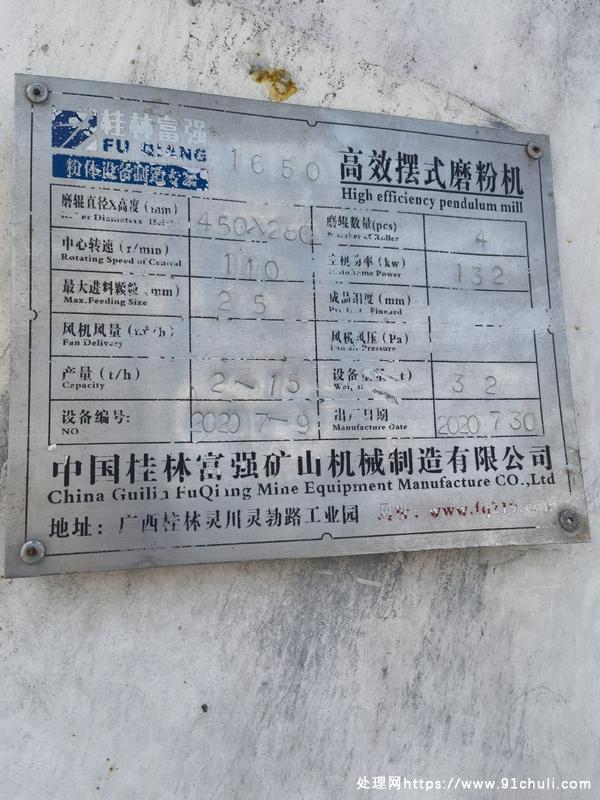 桂林富强
FU QIANG
粉体设备制造专家
1650
高效摆式磨粉机
High efficiency pendulum mill
磨辊直径X高度 (mm) 450X280 磨辊数量(pcs) 4
Diameter of Roller
中心转速 (r/min) 110 主机功率 (kw) 132
Rotating Speed of Central Power
最大进料颗粒 (mm) 25 成品细度 (mm)
Max.Feeding Size
风机风量 (m³/h) 风机风压 (Pa)
Fan Delivery Fan Pressure
产量 (t/h) 2~15 设备重量 (t) 32
Capacity Weight
设备编号: 2020 7-9 出厂日期 2020 7 30
NO Manufacture Date
中国桂林富强矿山机械制造有限公司
China Guilin FuQiang Mine Equipment Manufacture CO.,Ltd
地址: 广西桂林灵川灵勃路工业园
处理网https://www.91chuli.com